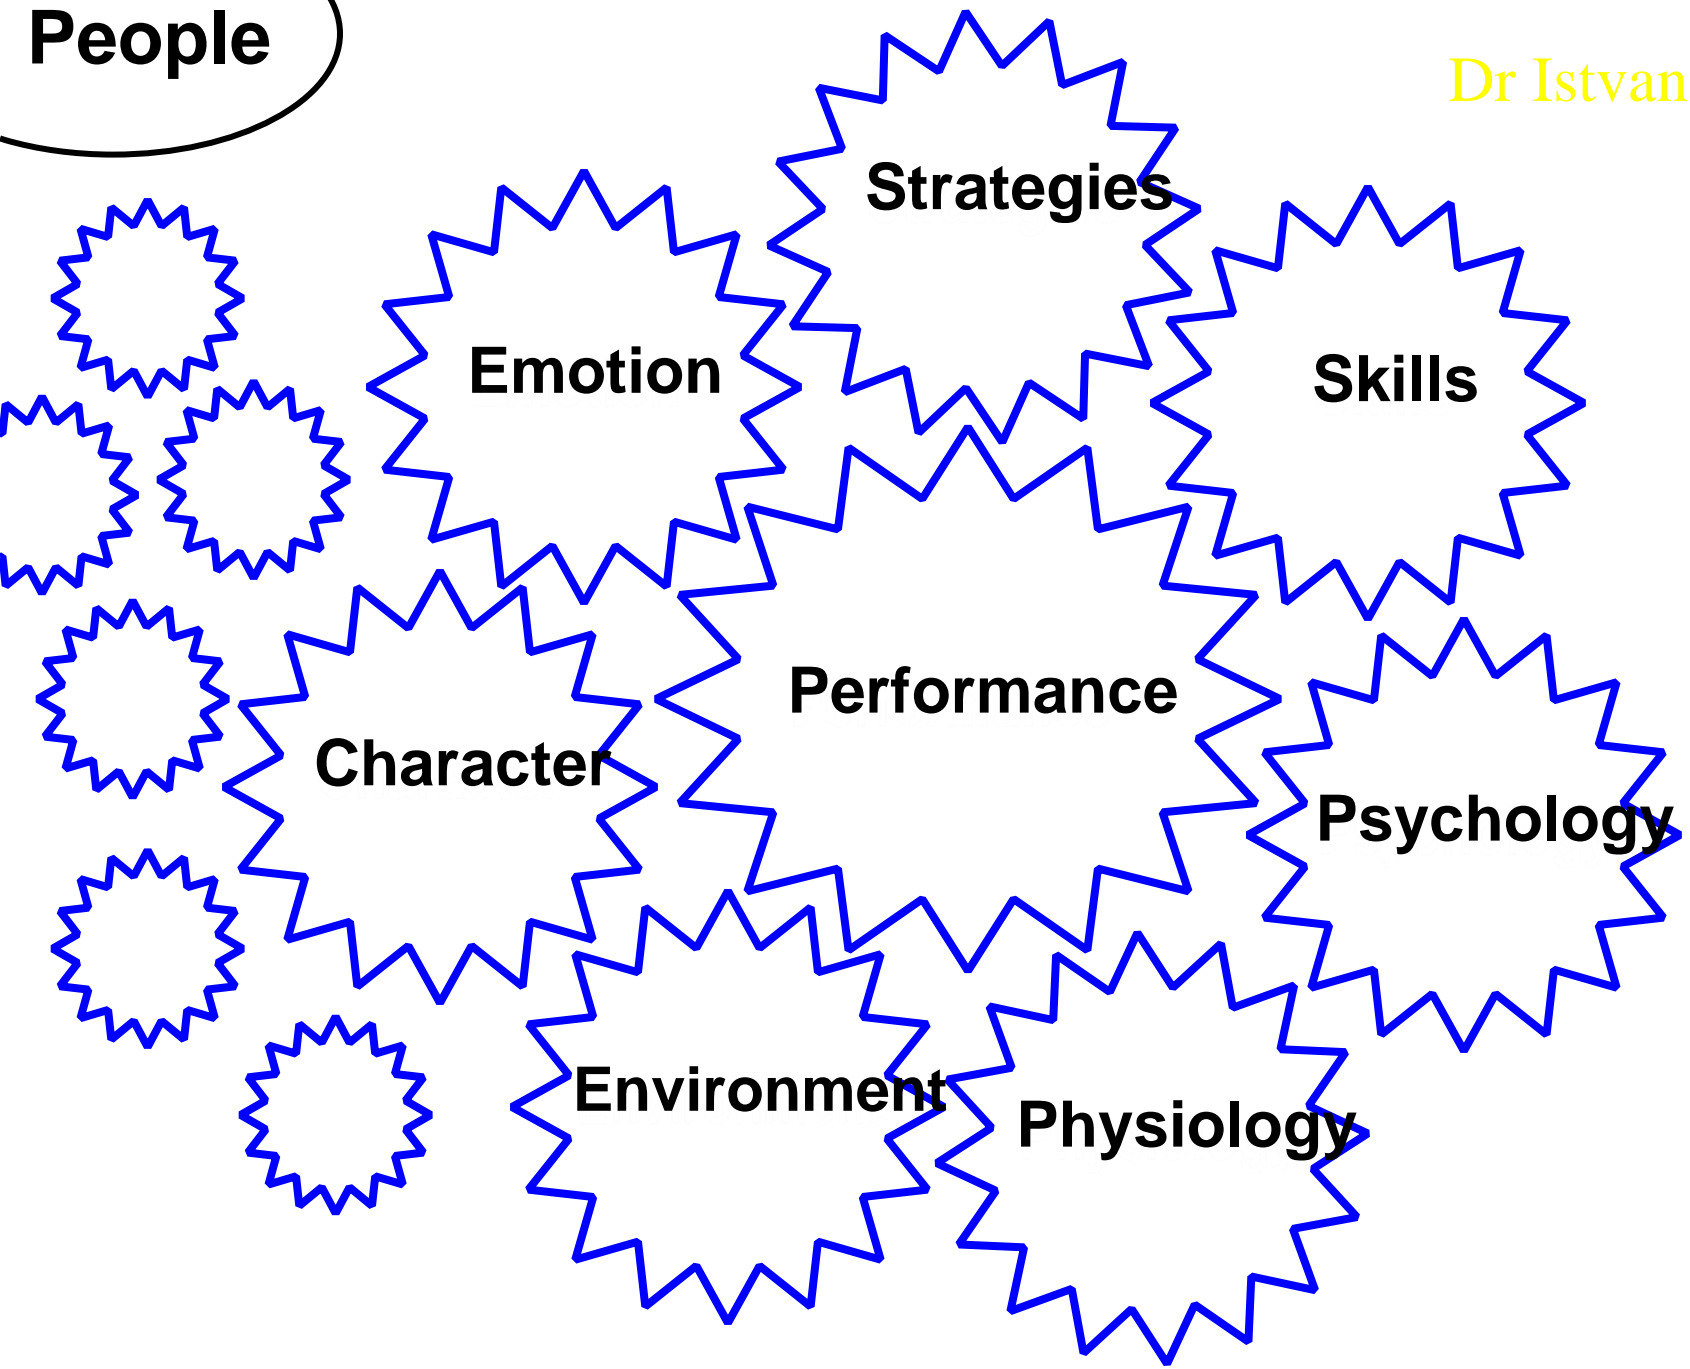 People
Dr Istvan
Strategies
Emotion
Skills
Performance
Character
Psychology
Environment
Physiology